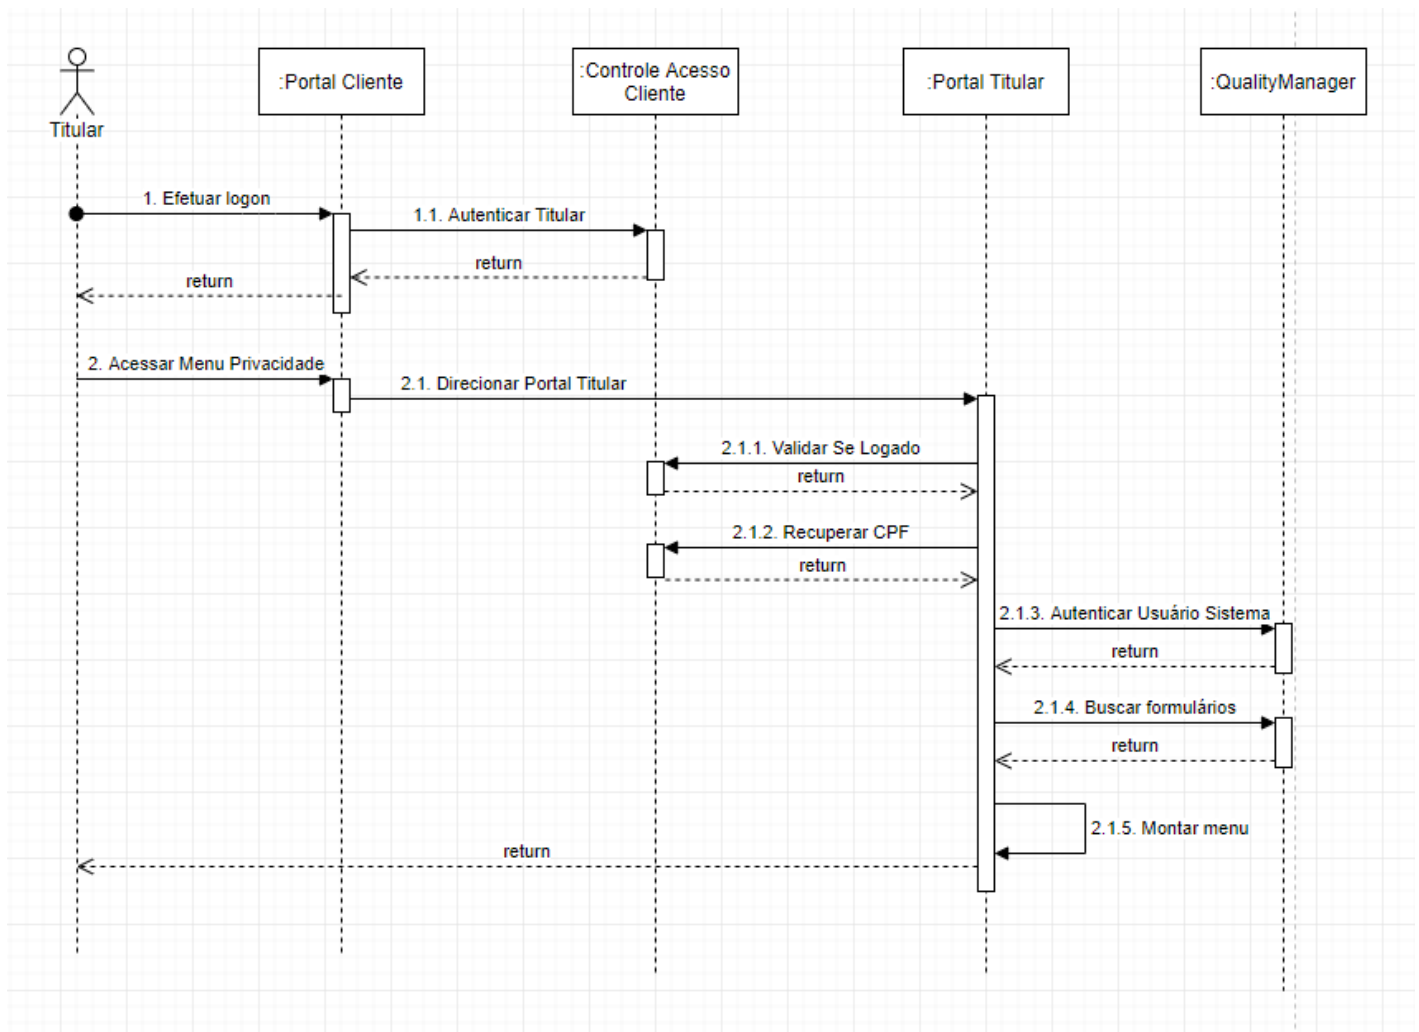 :Portal Cliente
:Controle Acesso
Cliente
:Portal Titular
:QualityManager
Titular
1. Efetuar logon
1.1. Autenticar Titular
return
return
2. Acessar Menu Privacidade
2.1. Direcionar Portal Titular
2.1.1. Validar Se Logado
return
2.1.2. Recuperar CPF
return
2.1.3. Autenticar Usuário Sistema
return
2.1.4. Buscar formulários
return
2.1.5. Montar menu
return